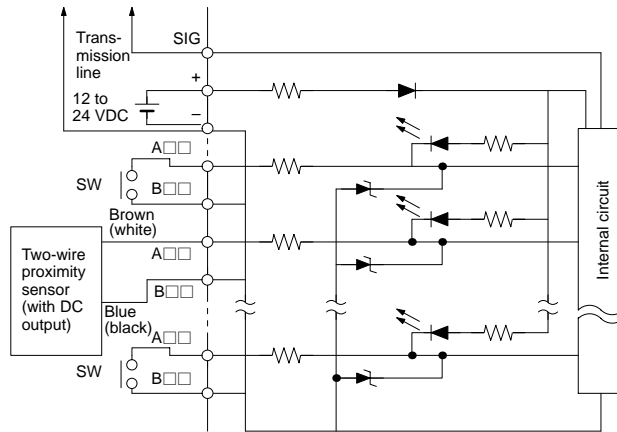 Trans-
mission
line
SIG
+
12 to
24 VDC
−
A□□
SW
B□□
Brown
(white)
Two-wire
proximity
sensor
(with DC
output)
A□□
B□□
Blue
(black)
A□□
SW
B□□
Internal circuit